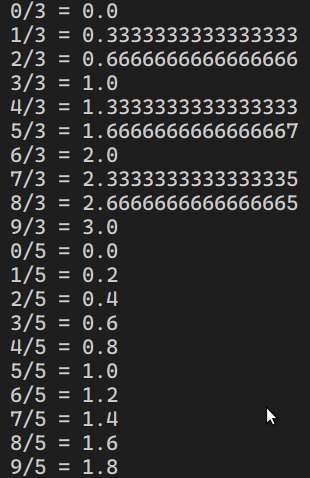 0/3 = 0.0
1/3 = 0.3333333333333333
2/3 = 0.6666666666666666
3/3 = 1.0
4/3 = 1.3333333333333333
5/3 = 1.6666666666666667
6/3 = 2.0
7/3 = 2.3333333333333335
8/3 = 2.6666666666666665
9/3 = 3.0
0/5 = 0.0
1/5 = 0.2
2/5 = 0.4
3/5 = 0.6
4/5 = 0.8
5/5 = 1.0
6/5 = 1.2
7/5 = 1.4
8/5 = 1.6
9/5 = 1.8